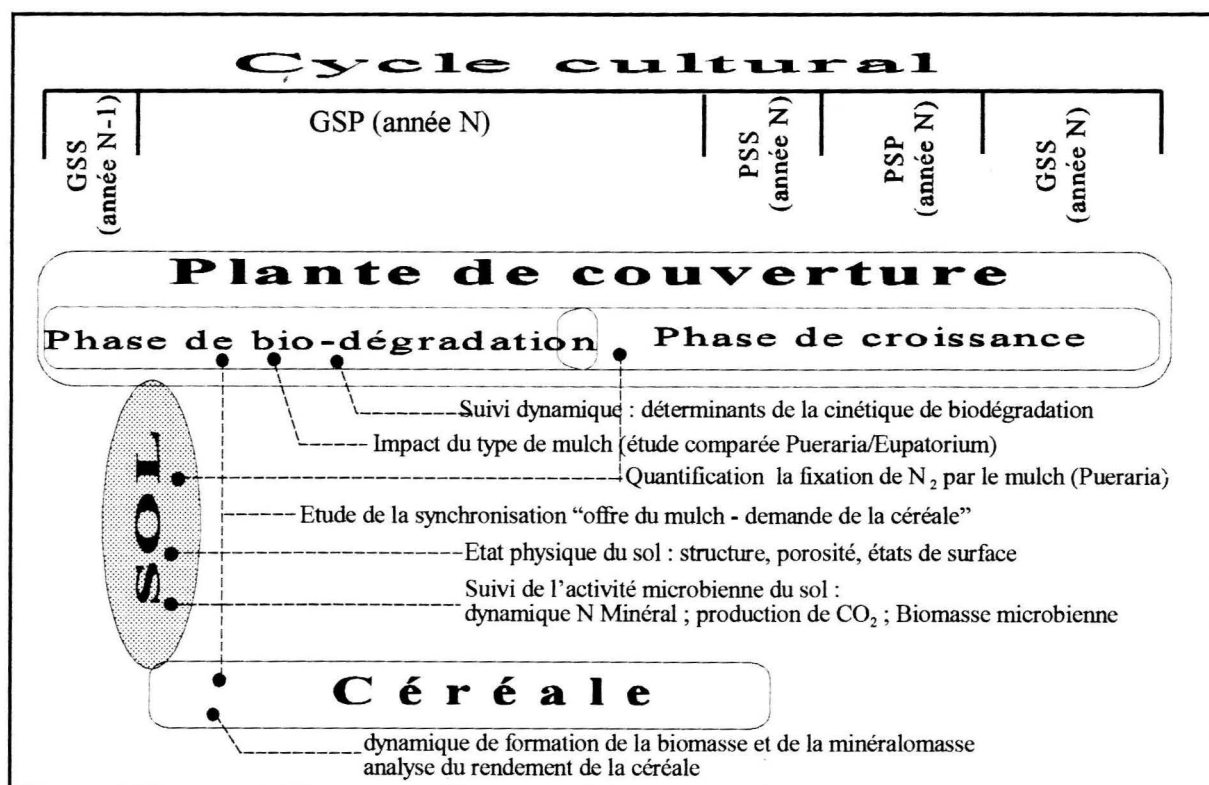 Cycle cultural
GSS
(année N-1)
GSP (année N)
PSS
(année N)
PSP
(année N)
GSS
(année N)
Plante de couverture
Phase de bio-dégradation
Phase de croissance
Suivi dynamique : déterminants de la cinétique de biodégradation
Impact du type de mulch (étude comparée Pueraria/Eupatorium)
Quantification la fixation de N₂ par le mulch (Pueraria)
Etude de la synchronisation “offre du mulch - demande de la céréale”
Etat physique du sol : structure, porosité, états de surface
Suivi de l’activité microbienne du sol :
dynamique N Minéral ; production de CO₂ ; Biomasse microbienne
SOL
Céréale
dynamique de formation de la biomasse et de la minéralomasse
analyse du rendement de la céréale